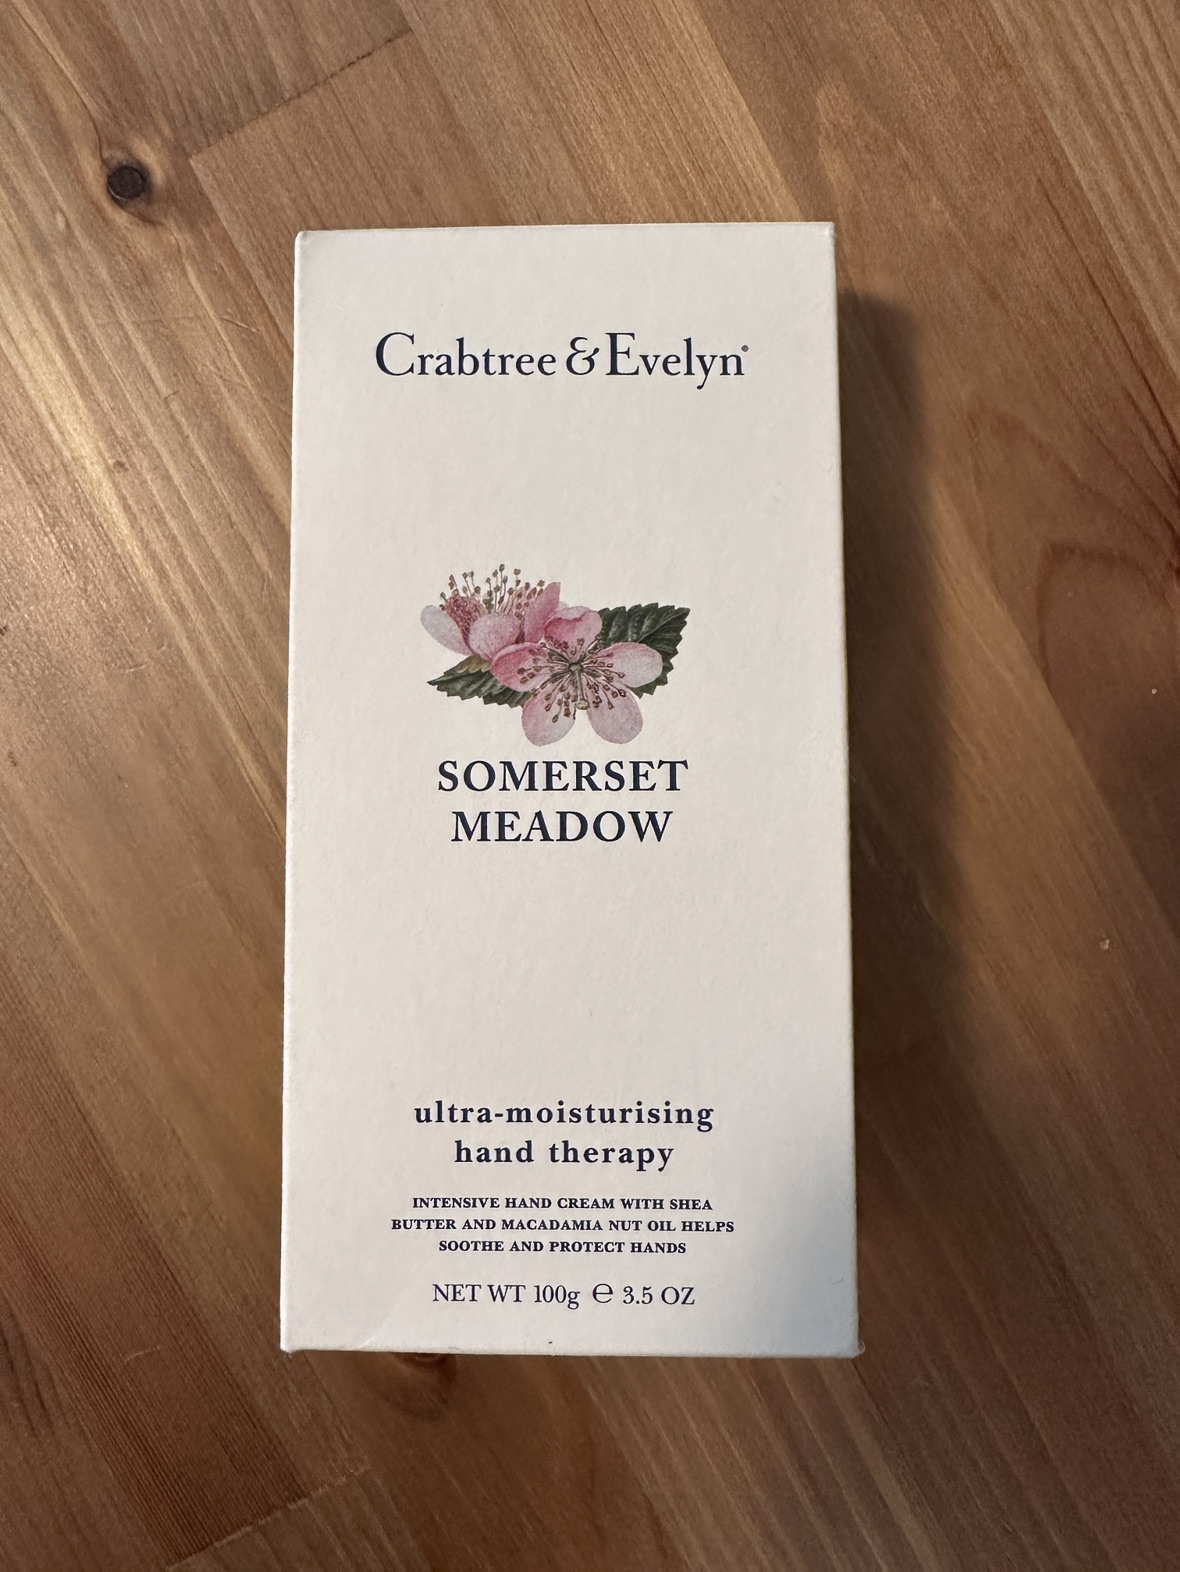 Crabtree & Evelyn®
SOMERSET
MEADOW
ultra-moisturising
hand therapy
INTENSIVE HAND CREAM WITH SHEA
BUTTER AND MACADAMIA NUT OIL HELPS
SOOTHE AND PROTECT HANDS
NET WT 100g ℮ 3.5 OZ